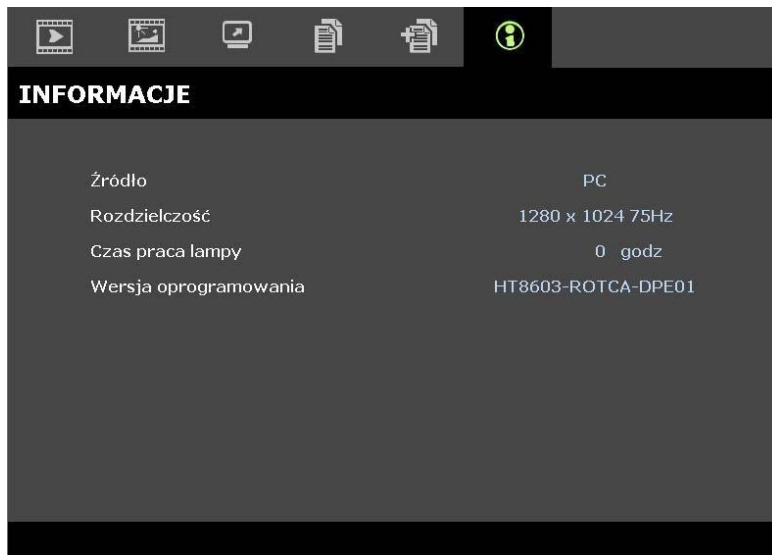 INFORMACJE
Źródło PC
Rozdzielczość 1280 x 1024 75Hz
Czas praca lampy 0 godz
Wersja oprogramowania HT8603-ROTCA-DPE01